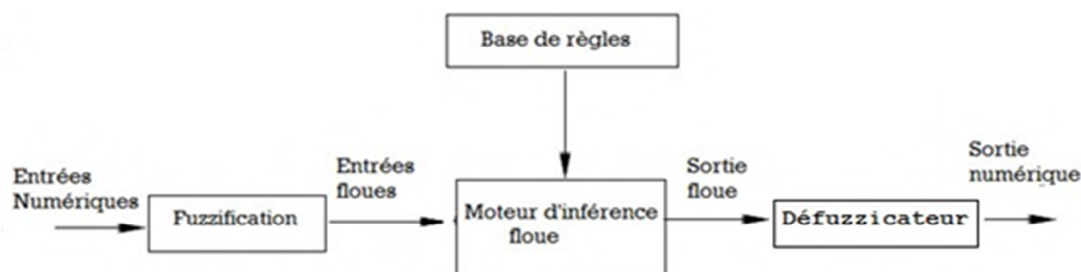 Base de règles
Entrées
Numériques
Fuzzification
Entrées
floues
Moteur d'inférence
floue
Sortie
floue
Défuzzicateur
Sortie
numérique